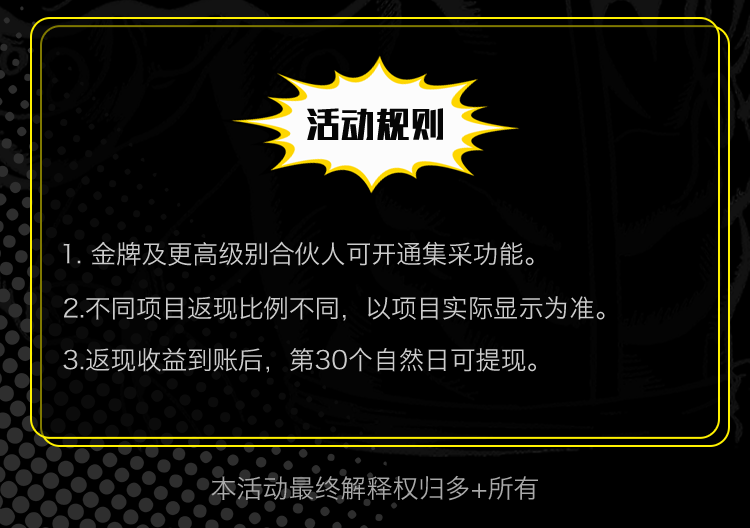 活动规则
1. 金牌及更高级别合伙人可开通集采功能。
2.不同项目返现比例不同，以项目实际显示为准。
3.返现收益到账后，第30个自然日可提现。
本活动最终解释权归多+所有